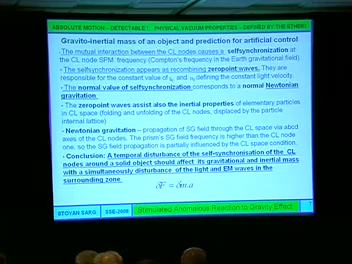 ABSOLUTE MOTION - DETECTABLE! PHYSICAL VACUUM PROPERTIES - DEFINED BY THE ETHER!
Gravito-inertial mass of an object and prediction for artificial control
- The mutual interaction between the CL nodes causes a selfsynchronization at
the CL node SPM frequency (Compton's frequency in the Earth gravitational field).
- The selfsynchronization appears as recombining zeropoint waves. They are
responsible for the constant value of ε₀ and μ₀ defining the constant light velocity.
- The normal value of selfsynchronization corresponds to a normal Newtonian
gravitation
- The zeropoint waves assist also the inertial properties of elementary particles
in CL space (folding and unfolding of the CL nodes, displaced by the particle
internal lattice)
- Newtonian gravitation – propagation of SG field through the CL space via abcd
axes of the CL nodes. The prism's SG field frequency is higher than the CL node
one, so the SG field propagation is partially influenced by the CL space condition.
- Conclusion: A temporal disturbance of the self-synchronisation of the CL
nodes around a solid object should affect its gravitational and inertial mass
with a simultaneously disturbance of the light and EM waves in the
surrounding zone.
δF = δm.a
STOYAN SARG SSE-2008 Stimulated Anomalous Reaction to Gravity Effect